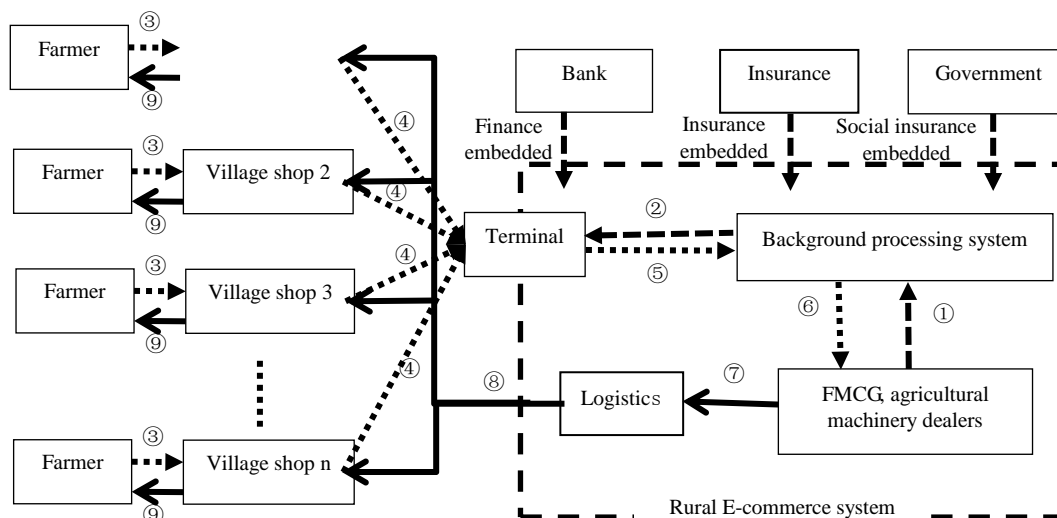 ③
Farmer
⑨
④
Bank
Insurance
Government
Finance
embedded
Insurance
embedded
Social insurance
embedded
③
Farmer
Village shop 2
⑨
④
②
Terminal
Background processing system
⑤
③
Farmer
Village shop 3
⑨
④
⑥
①
④
⑧
Logistics
⑦
FMCG, agricultural
machinery dealers
③
Farmer
Village shop n
⑨
Rural E-commerce system